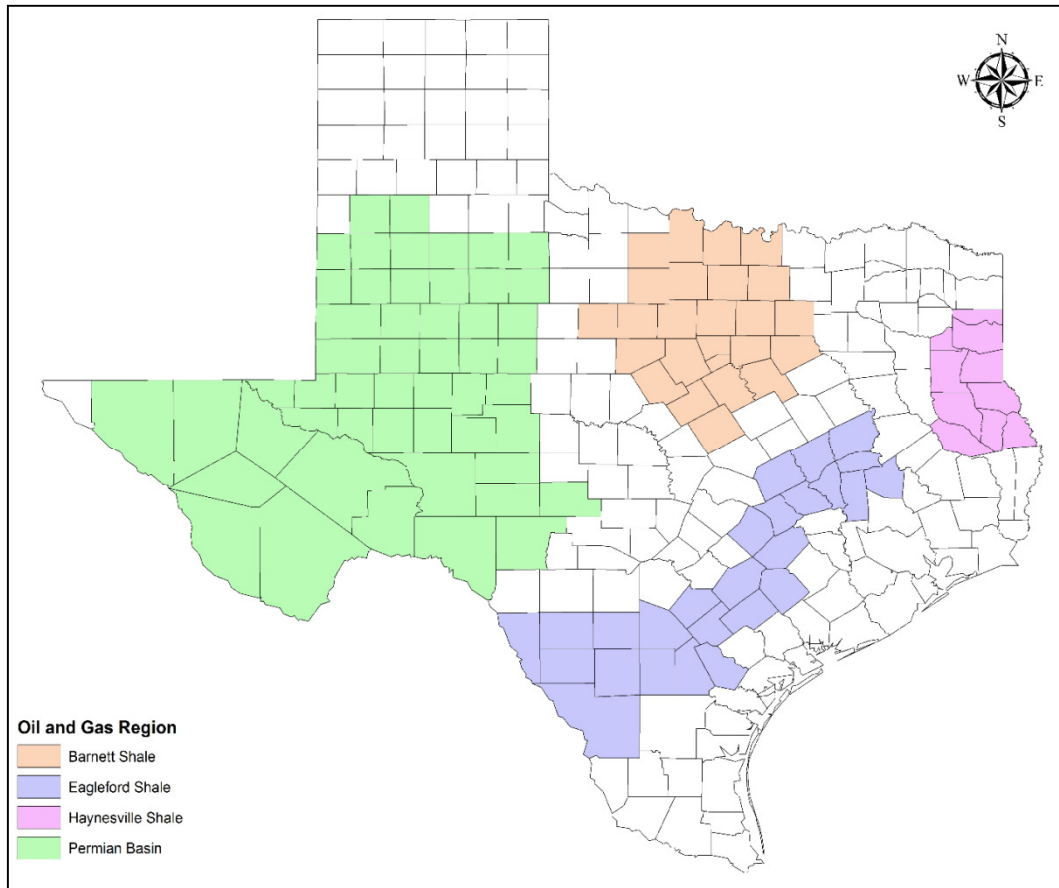 N
W E
S
Oil and Gas Region
Barnett Shale
Eagleford Shale
Haynesville Shale
Permian Basin